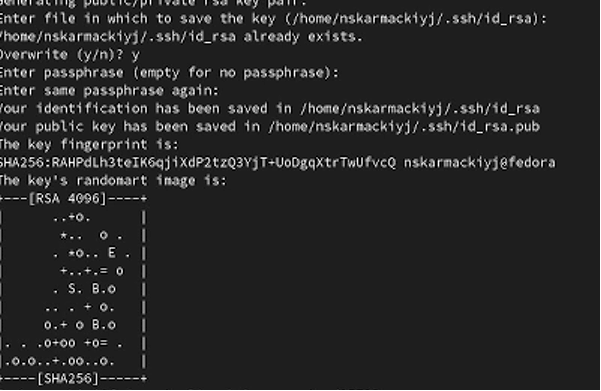 Generating public/private rsa key pair.
Enter file in which to save the key (/home/nskarmackiyj/.ssh/id_rsa):
/home/nskarmackiyj/.ssh/id_rsa already exists.
Overwrite (y/n)? y
Enter passphrase (empty for no passphrase):
Enter same passphrase again:
Your identification has been saved in /home/nskarmackiyj/.ssh/id_rsa
Your public key has been saved in /home/nskarmackiyj/.ssh/id_rsa.pub
The key fingerprint is:
SHA256:RAHPdLh3teIK6qjiXdP2tzQ3YjT+UoDgqXtrTwUfvcQ nskarmackiyj@fedora
The key's randomart image is:
+---[RSA 4096]----+
|      ..+o.      |
|       *..  o .  |
|      . *o.. E . |
|       +..+.= o  |
|      . S. B.o   |
|     .. . + o.   |
|     o.+ o B.o   |
|. . .o+oo +o= .  |
|.o.o..+.oo..o.   |
+----[SHA256]-----+